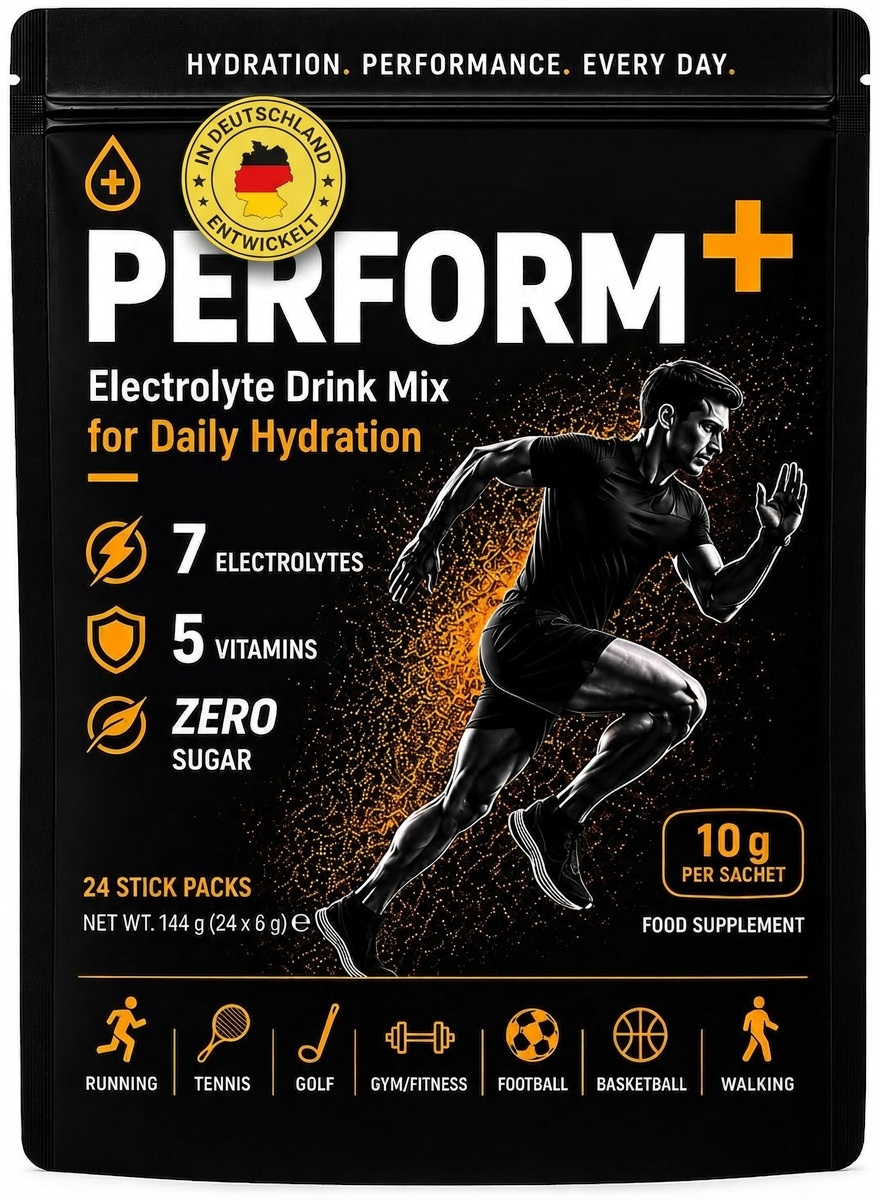 HYDRATION. PERFORMANCE. EVERY DAY.
IN DEUTSCHLAND
ENTWICKELT
PERFORM+
Electrolyte Drink Mix
for Daily Hydration
7 ELECTROLYTES
5 VITAMINS
ZERO
SUGAR
10 g
PER SACHET
24 STICK PACKS
NET WT. 144 g (24 x 6 g) ℮
FOOD SUPPLEMENT
RUNNING
TENNIS
GOLF
GYM/FITNESS
FOOTBALL
BASKETBALL
WALKING